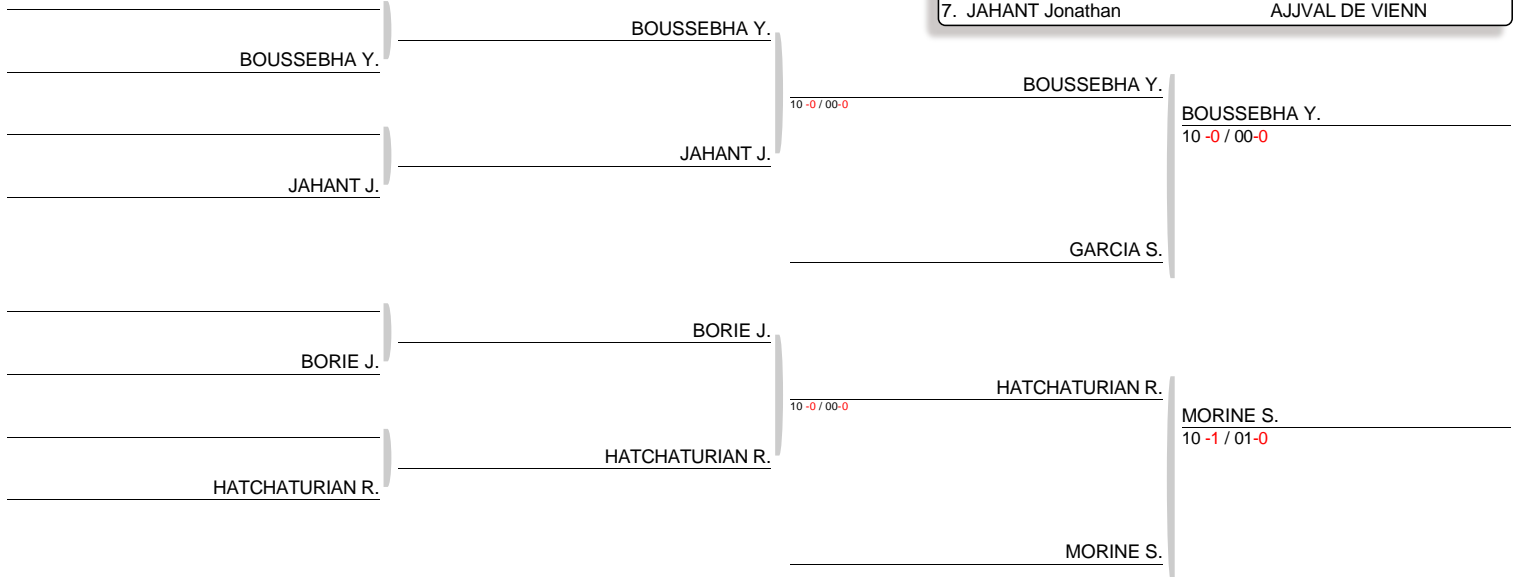 7. JAHANT Jonathan AJJVAL DE VIENN
BOUSSEBHA Y.
BOUSSEBHA Y.
BOUSSEBHA Y.
10 -0 / 00-0
BOUSSEBHA Y.
10 -0 / 00-0
JAHANT J.
JAHANT J.
GARCIA S.
BORIE J.
BORIE J.
HATCHATURIAN R.
10 -0 / 00-0
MORINE S.
10 -1 / 01-0
HATCHATURIAN R.
HATCHATURIAN R.
MORINE S.